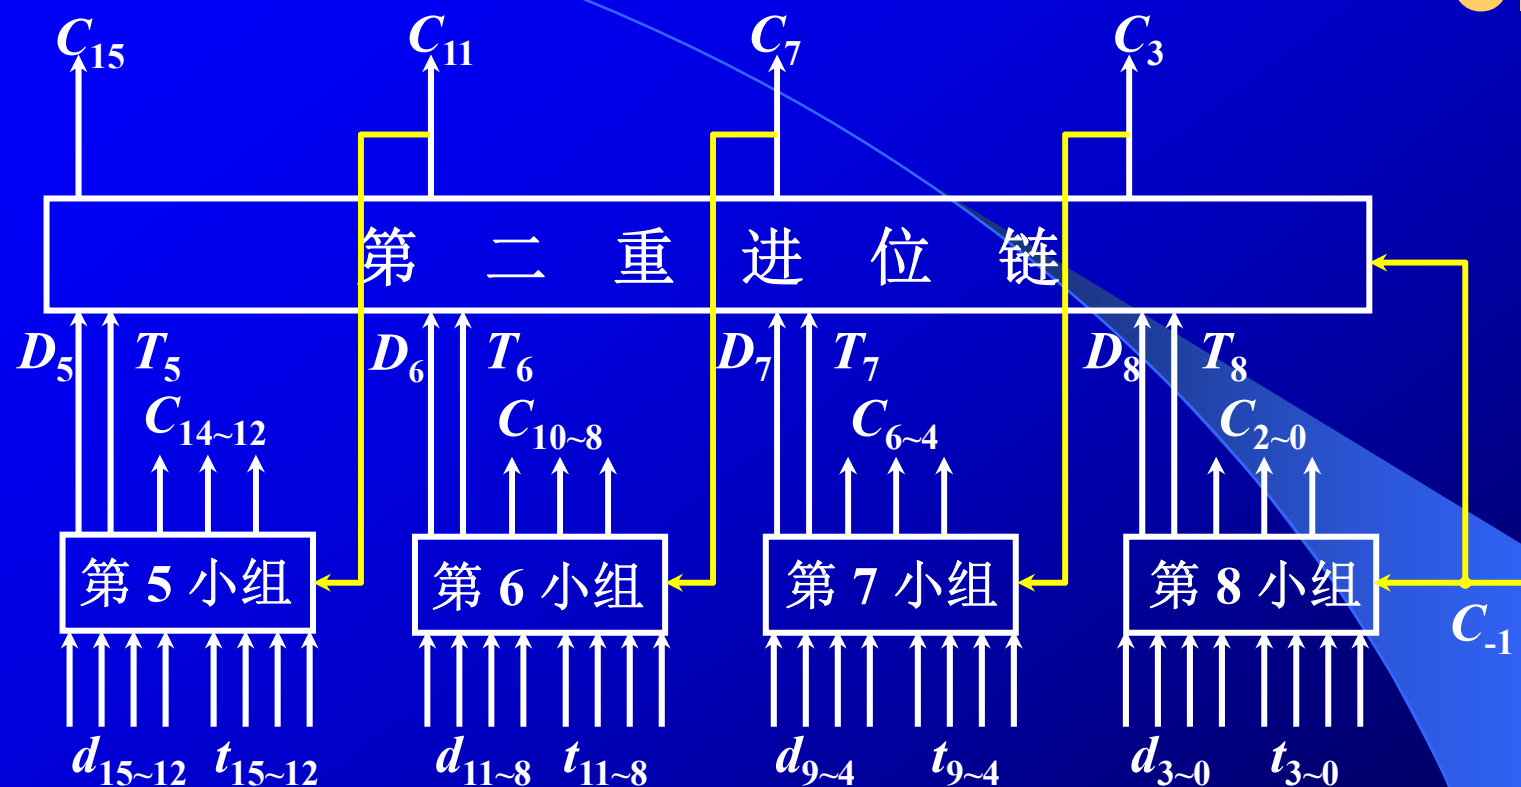 C15 C11 C7 C3
第二重进位链
D5 T5 D6 T6 D7 T7 D8 T8
C14~12 C10~8 C6~4 C2~0
第 5 小组 第 6 小组 第 7 小组 第 8 小组
C-1
d15~12 t15~12 d11~8 t11~8 d9~4 t9~4 d3~0 t3~0